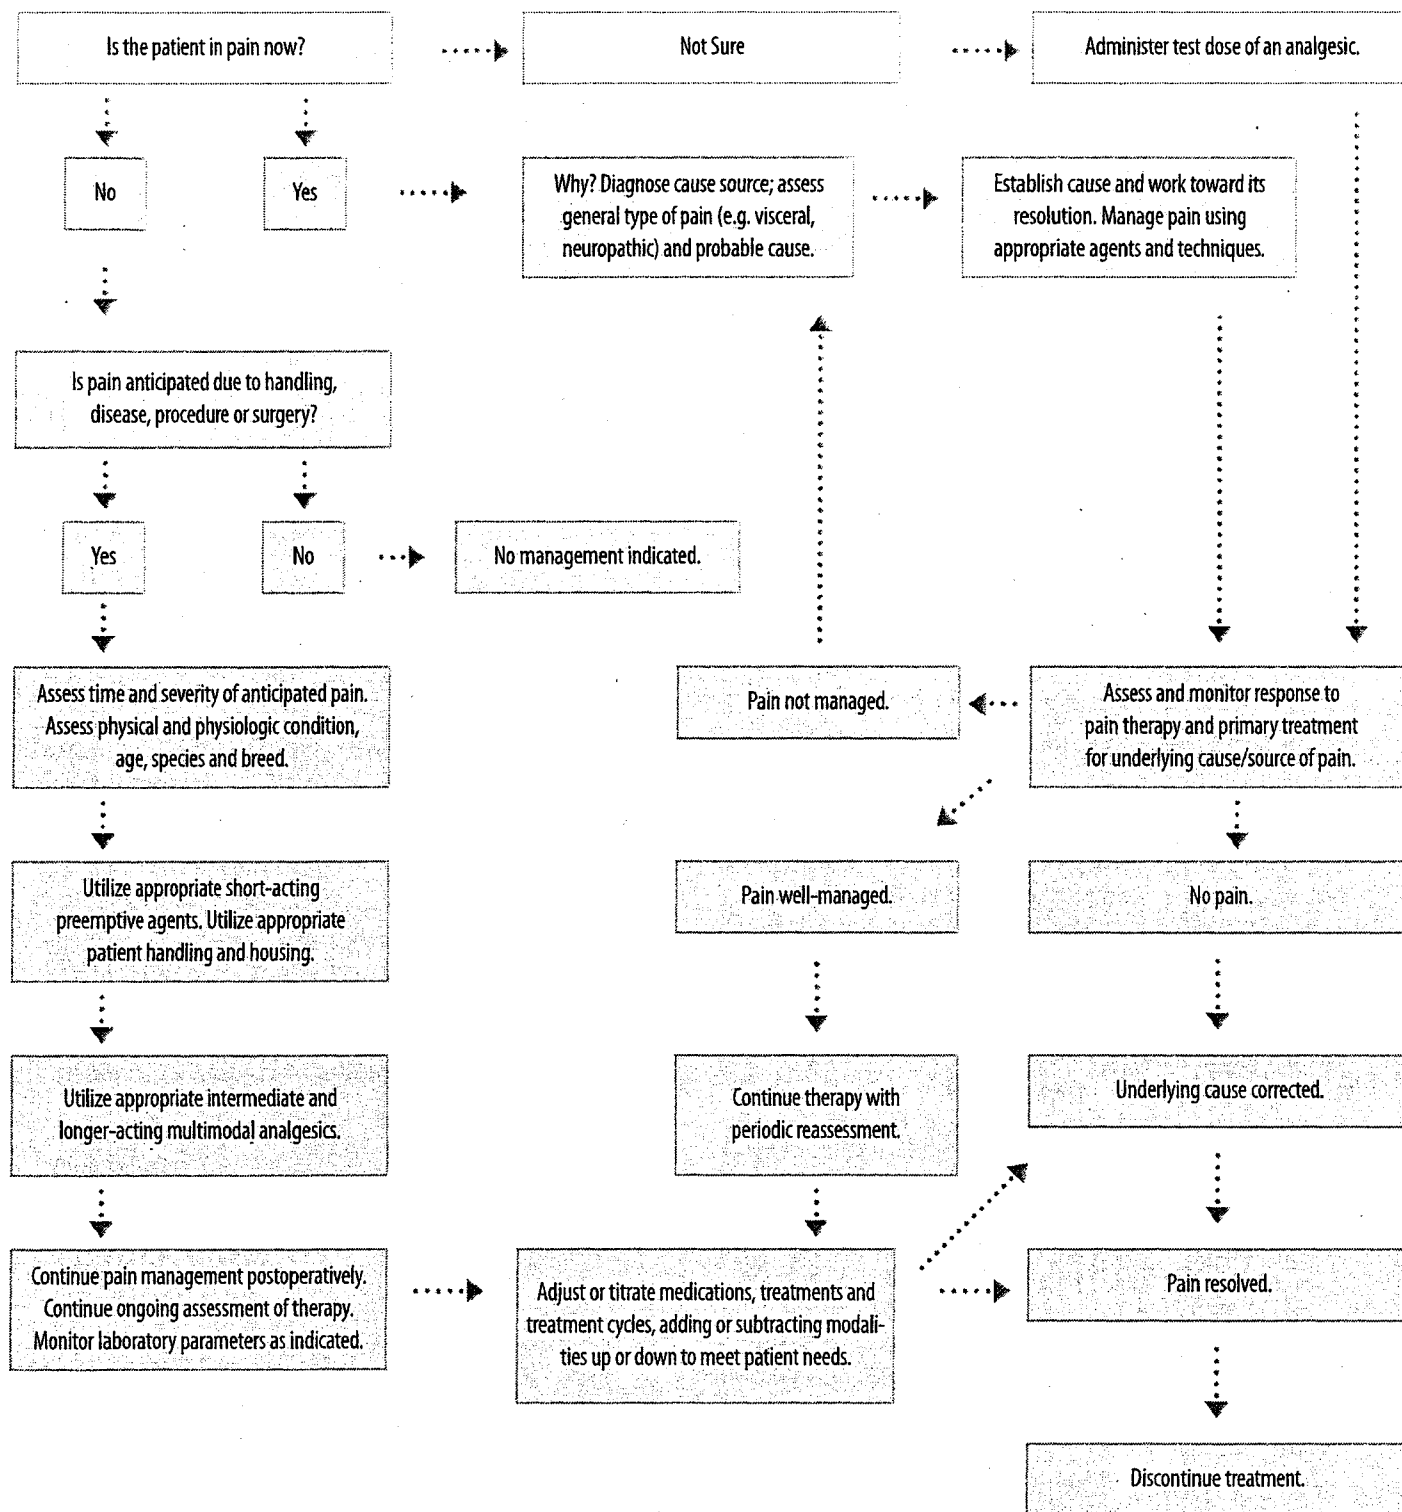 Is the patient in pain now?
Not Sure
Administer test dose of an analgesic.
No
Yes
Why? Diagnose cause source; assess
general type of pain (e.g. visceral,
neuropathic) and probable cause.
Establish cause and work toward its
resolution. Manage pain using
appropriate agents and techniques.
Is pain anticipated due to handling,
disease, procedure or surgery?
Yes
No
No management indicated.
Assess time and severity of anticipated pain.
Assess physical and physiologic condition,
age, species and breed.
Pain not managed.
Assess and monitor response to
pain therapy and primary treatment
for underlying cause/source of pain.
Utilize appropriate short-acting
preemptive agents. Utilize appropriate
patient handling and housing.
Pain well-managed.
No pain.
Utilize appropriate intermediate and
longer-acting multimodal analgesics.
Continue therapy with
periodic reassessment.
Underlying cause corrected.
Continue pain management postoperatively.
Continue ongoing assessment of therapy.
Monitor laboratory parameters as indicated.
Adjust or titrate medications, treatments and
treatment cycles, adding or subtracting modali-
ties up or down to meet patient needs.
Pain resolved.
Discontinue treatment.